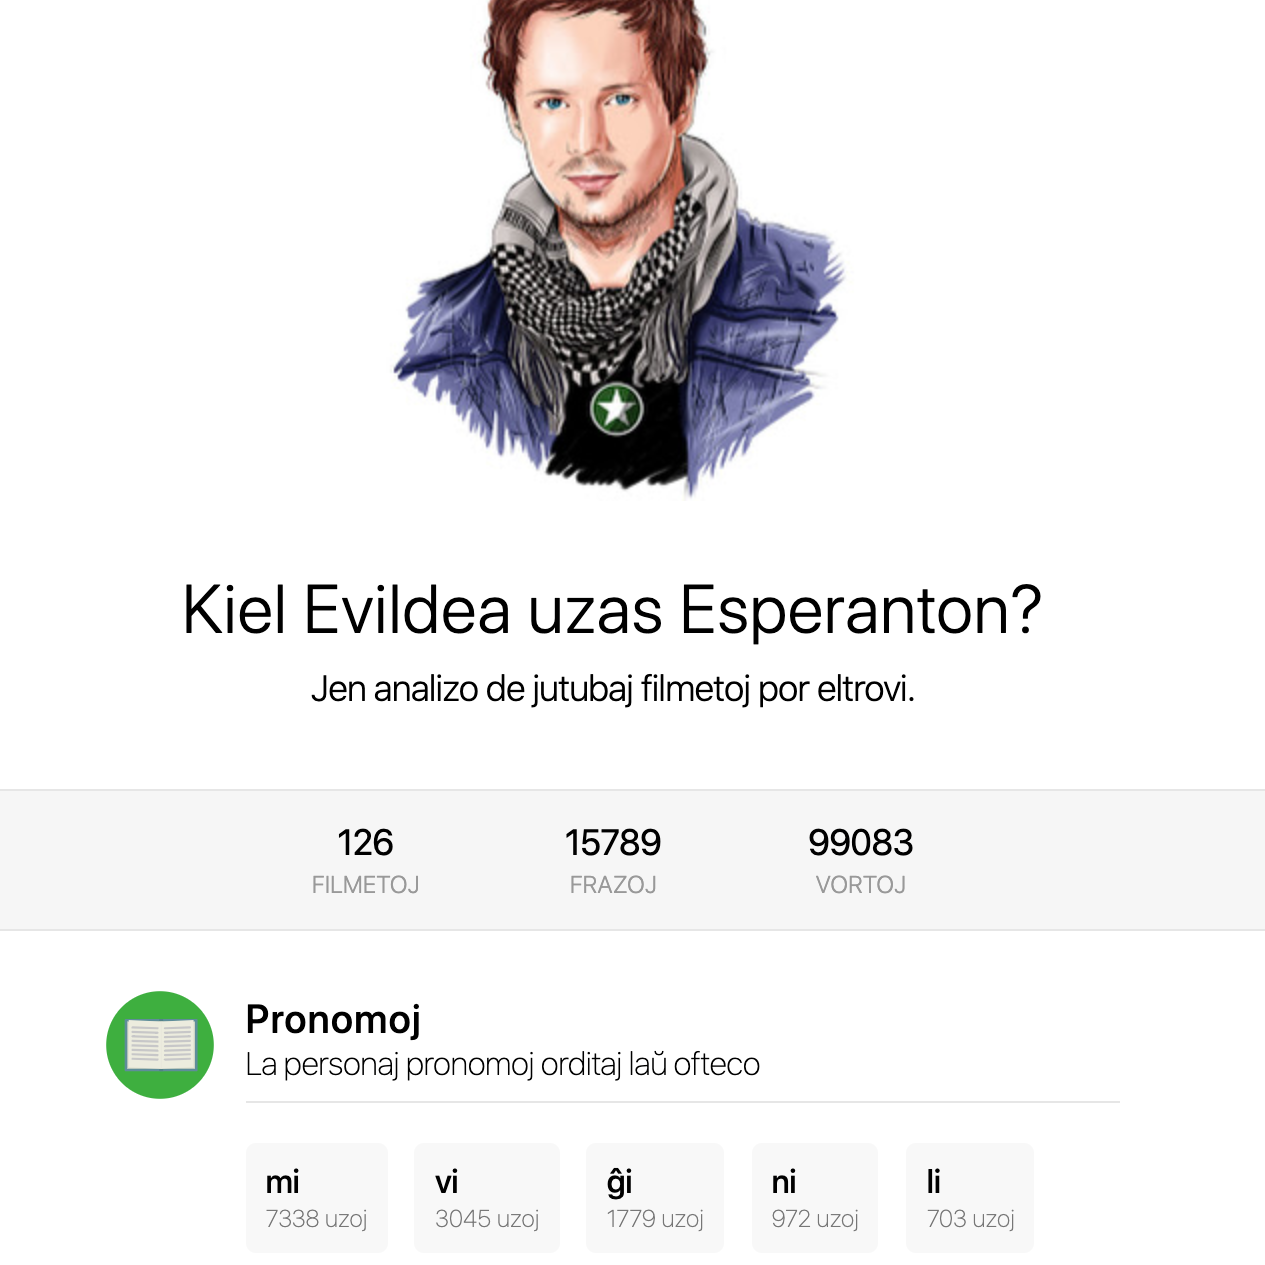 Kiel Evildea uzas Esperanton?
Jen analizo de jutubaj filmetoj por eltrovi.
126 15789 99083
FILMETOJ FRAZOJ VORTOJ
Pronomoj
La personaj pronomoj orditaj laŭ ofteco
mi vi ĝi ni li
7338 uzoj 3045 uzoj 1779 uzoj 972 uzoj 703 uzoj